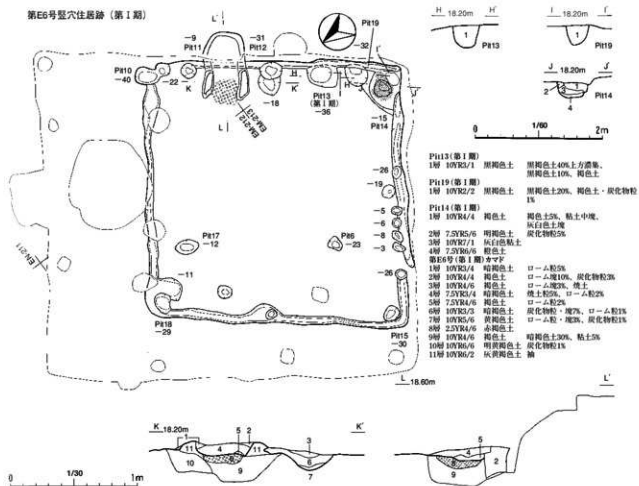 第E6号竪穴住居跡（第Ⅰ期）
L´
-9
Pit11
-31
Pit12
Pit19
-32
I´
Pit10
-40
-22
K
H
K´
H´
-18
Pit13
(第Ⅰ期)
-36
-15
Pit14
L
EM-212
EM-213
-26
-19
-5
-6
-8
-3
Pit17
-12
Pit6
-23
EN-211
-11
-26
Pit18
-29
Pit15
-30
H 18.20m H´
1
Pit13
I 18.20m I´
1
Pit19
J 18.20m J´
2
3
4
Pit14
0 1/60 2m
Pit13(第Ⅰ期)
1層 10YR3/1 黒褐色土 黒褐色土40%上方濃集、
黒褐色土10%、褐色土
Pit19(第Ⅰ期)
1層 10YR2/2 黒褐色土 黒褐色土20%、褐色土・炭化物粒
1%
Pit14(第Ⅰ期)
1層 10YR4/4 褐色土 褐色土5%、粘土中塊、
灰白色土塊
2層 7.5YR5/6 明褐色土 炭化物粒5%
3層 10YR7/1 灰白色粘土
4層 7.5YR6/6 橙色土
第E6号(第Ⅰ期)カマド
1層 10YR3/4 暗褐色土 ローム粒5%
2層 10YR4/4 褐色土 ローム塊10%、炭化物粒3%
3層 10YR4/6 褐色土 ローム塊3%、焼土
4層 7.5YR3/4 暗褐色土 焼土粒5%、ローム粒2%
5層 7.5YR4/6 褐色土 ローム粒2%
6層 10YR3/3 暗褐色土 炭化物粒・塊7%、ローム粒1%
7層 10YR5/6 黄褐色土 ローム粒・塊3%、炭化物粒1%
8層 2.5YR4/6 赤褐色土
9層 10YR4/6 褐色土 暗褐色土30%、粘土5%
10層 10YR6/6 明黄褐色土 炭化物粒1%
11層 10YR6/2 灰黄褐色土 袖
L 18.60m L´
K 18.20m K´
1
5 2
11 4 11
10
9
3
6
7
5
4
2
8
9
0 1/30 1m